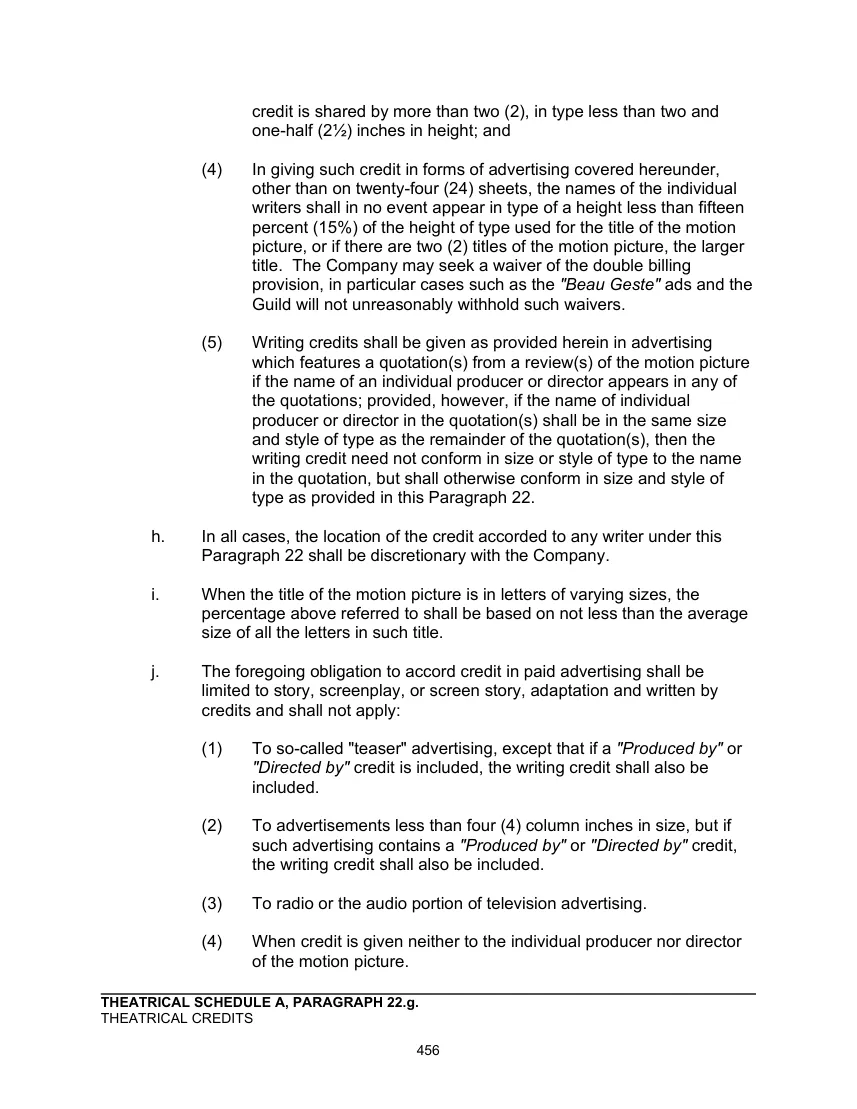 credit is shared by more than two (2), in type less than two and
one-half (2½) inches in height; and
(4) In giving such credit in forms of advertising covered hereunder,
other than on twenty-four (24) sheets, the names of the individual
writers shall in no event appear in type of a height less than fifteen
percent (15%) of the height of type used for the title of the motion
picture, or if there are two (2) titles of the motion picture, the larger
title.  The Company may seek a waiver of the double billing
provision, in particular cases such as the "Beau Geste" ads and the
Guild will not unreasonably withhold such waivers.
(5) Writing credits shall be given as provided herein in advertising
which features a quotation(s) from a review(s) of the motion picture
if the name of an individual producer or director appears in any of
the quotations; provided, however, if the name of individual
producer or director in the quotation(s) shall be in the same size
and style of type as the remainder of the quotation(s), then the
writing credit need not conform in size or style of type to the name
in the quotation, but shall otherwise conform in size and style of
type as provided in this Paragraph 22.
h. In all cases, the location of the credit accorded to any writer under this
Paragraph 22 shall be discretionary with the Company.
i. When the title of the motion picture is in letters of varying sizes, the
percentage above referred to shall be based on not less than the average
size of all the letters in such title.
j. The foregoing obligation to accord credit in paid advertising shall be
limited to story, screenplay, or screen story, adaptation and written by
credits and shall not apply:
(1) To so-called "teaser" advertising, except that if a "Produced by" or
"Directed by" credit is included, the writing credit shall also be
included.
(2) To advertisements less than four (4) column inches in size, but if
such advertising contains a "Produced by" or "Directed by" credit,
the writing credit shall also be included.
(3) To radio or the audio portion of television advertising.
(4) When credit is given neither to the individual producer nor director
of the motion picture.
THEATRICAL SCHEDULE A, PARAGRAPH 22.g.
THEATRICAL CREDITS
456